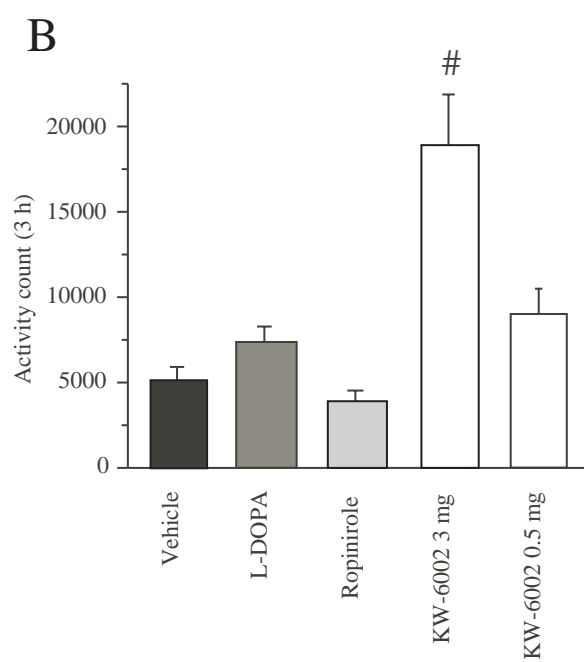 B
#
Activity count (3 h)
20000
15000
10000
5000
0
Vehicle
L-DOPA
Ropinirole
KW-6002 3 mg
KW-6002 0.5 mg